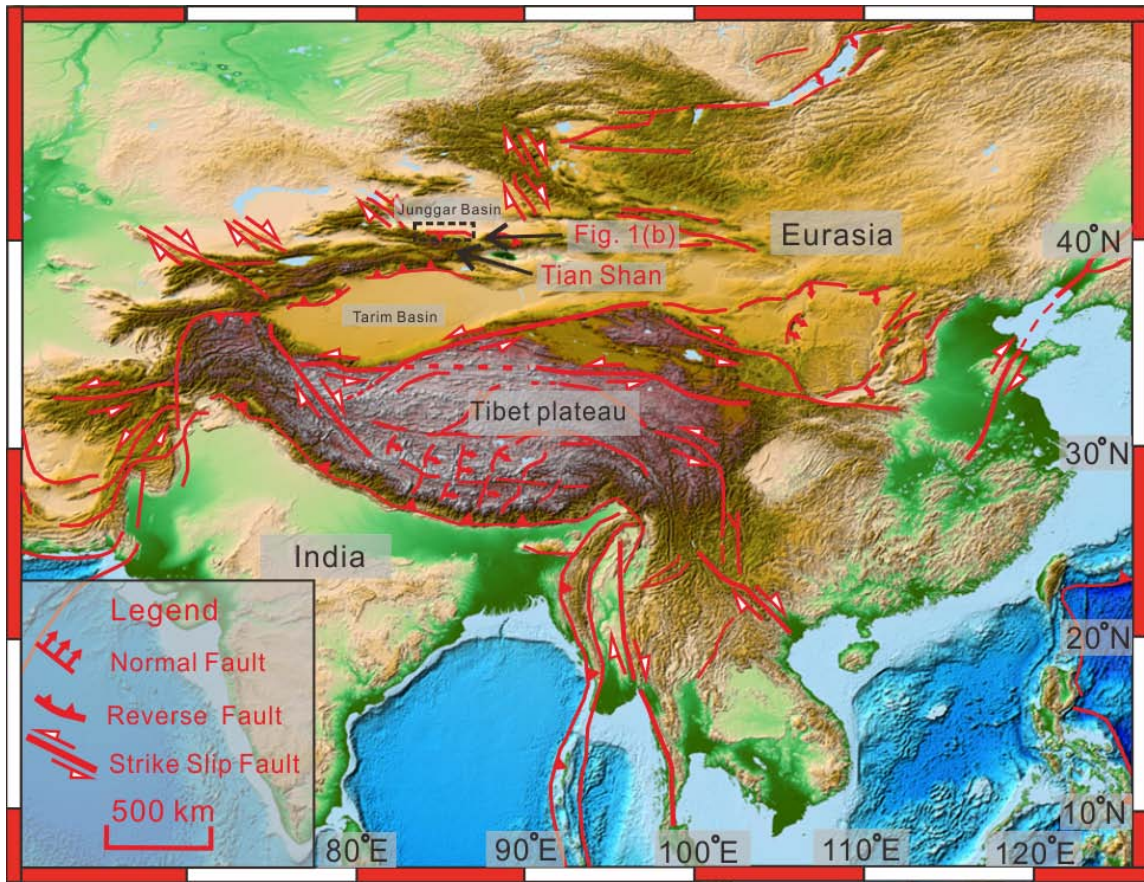 Junggar Basin
Fig. 1(b)
Eurasia
40°N
Tian Shan
Tarim Basin
Tibet plateau
30°N
India
Legend
Normal Fault
Reverse Fault
Strike Slip Fault
500 km
20°N
10°N
80°E
90°E
100°E
110°E
120°E